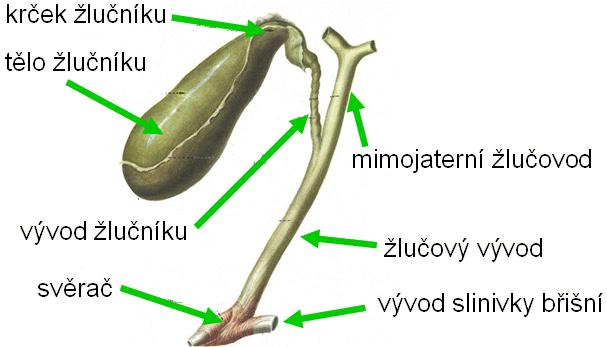 krček žlučníku
tělo žlučníku
mimojaterní žlučovod
vývod žlučníku
žlučový vývod
svěrač
vývod slinivky břišní